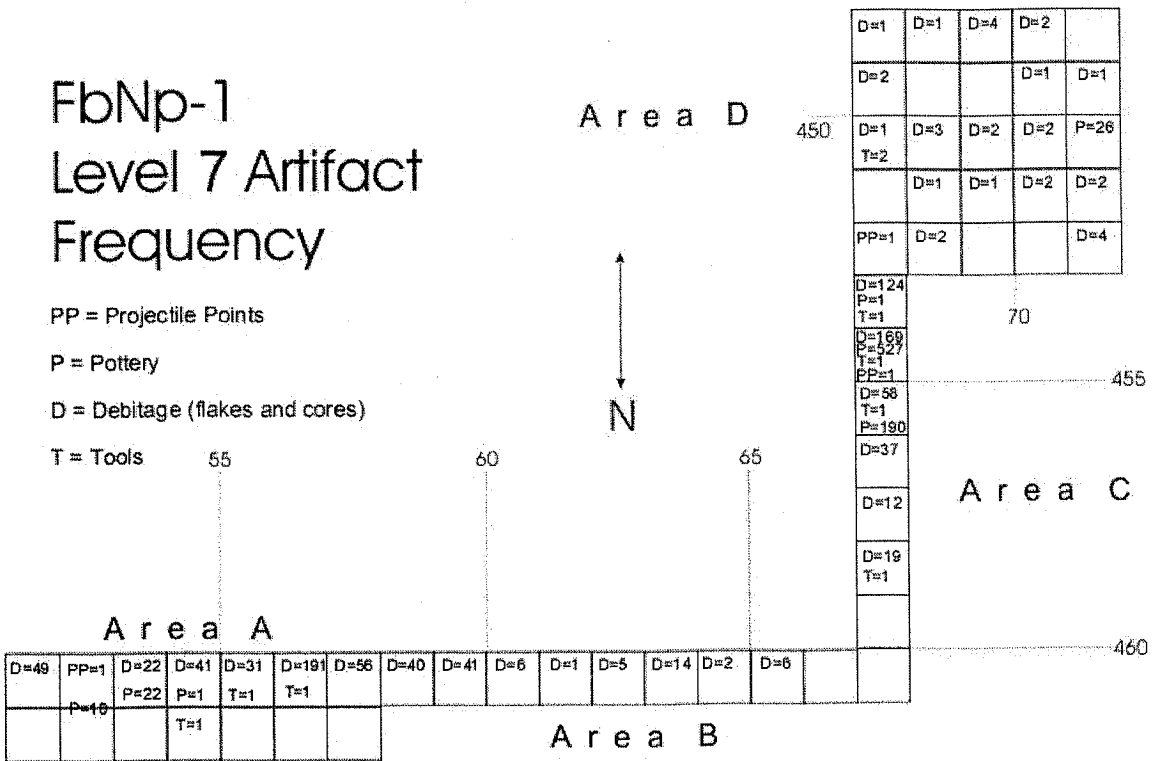 FbNp-1
Level 7 Artifact
Frequency
PP = Projectile Points
P = Pottery
D = Debitage (flakes and cores)
T = Tools
Area D
N
450
D=1 D=1 D=4 D=2
D=2 D=1 D=1
D=1 D=3 D=2 D=2 P=26
T=2
D=1 D=1 D=2 D=2
PP=1 D=2 D=4
D=124
P=1
T=1
70
D=169
P=527
T=1
PP=1
455
D=58
T=1
P=190
D=37
D=12
D=19
T=1
Area C
55 60 65
460
Area A
D=49 PP=1 D=22 D=41 D=31 D=191 D=56 D=40 D=41 D=6 D=1 D=5 D=14 D=2 D=6
P=22 P=1 T=1 T=1
T=1
Area B